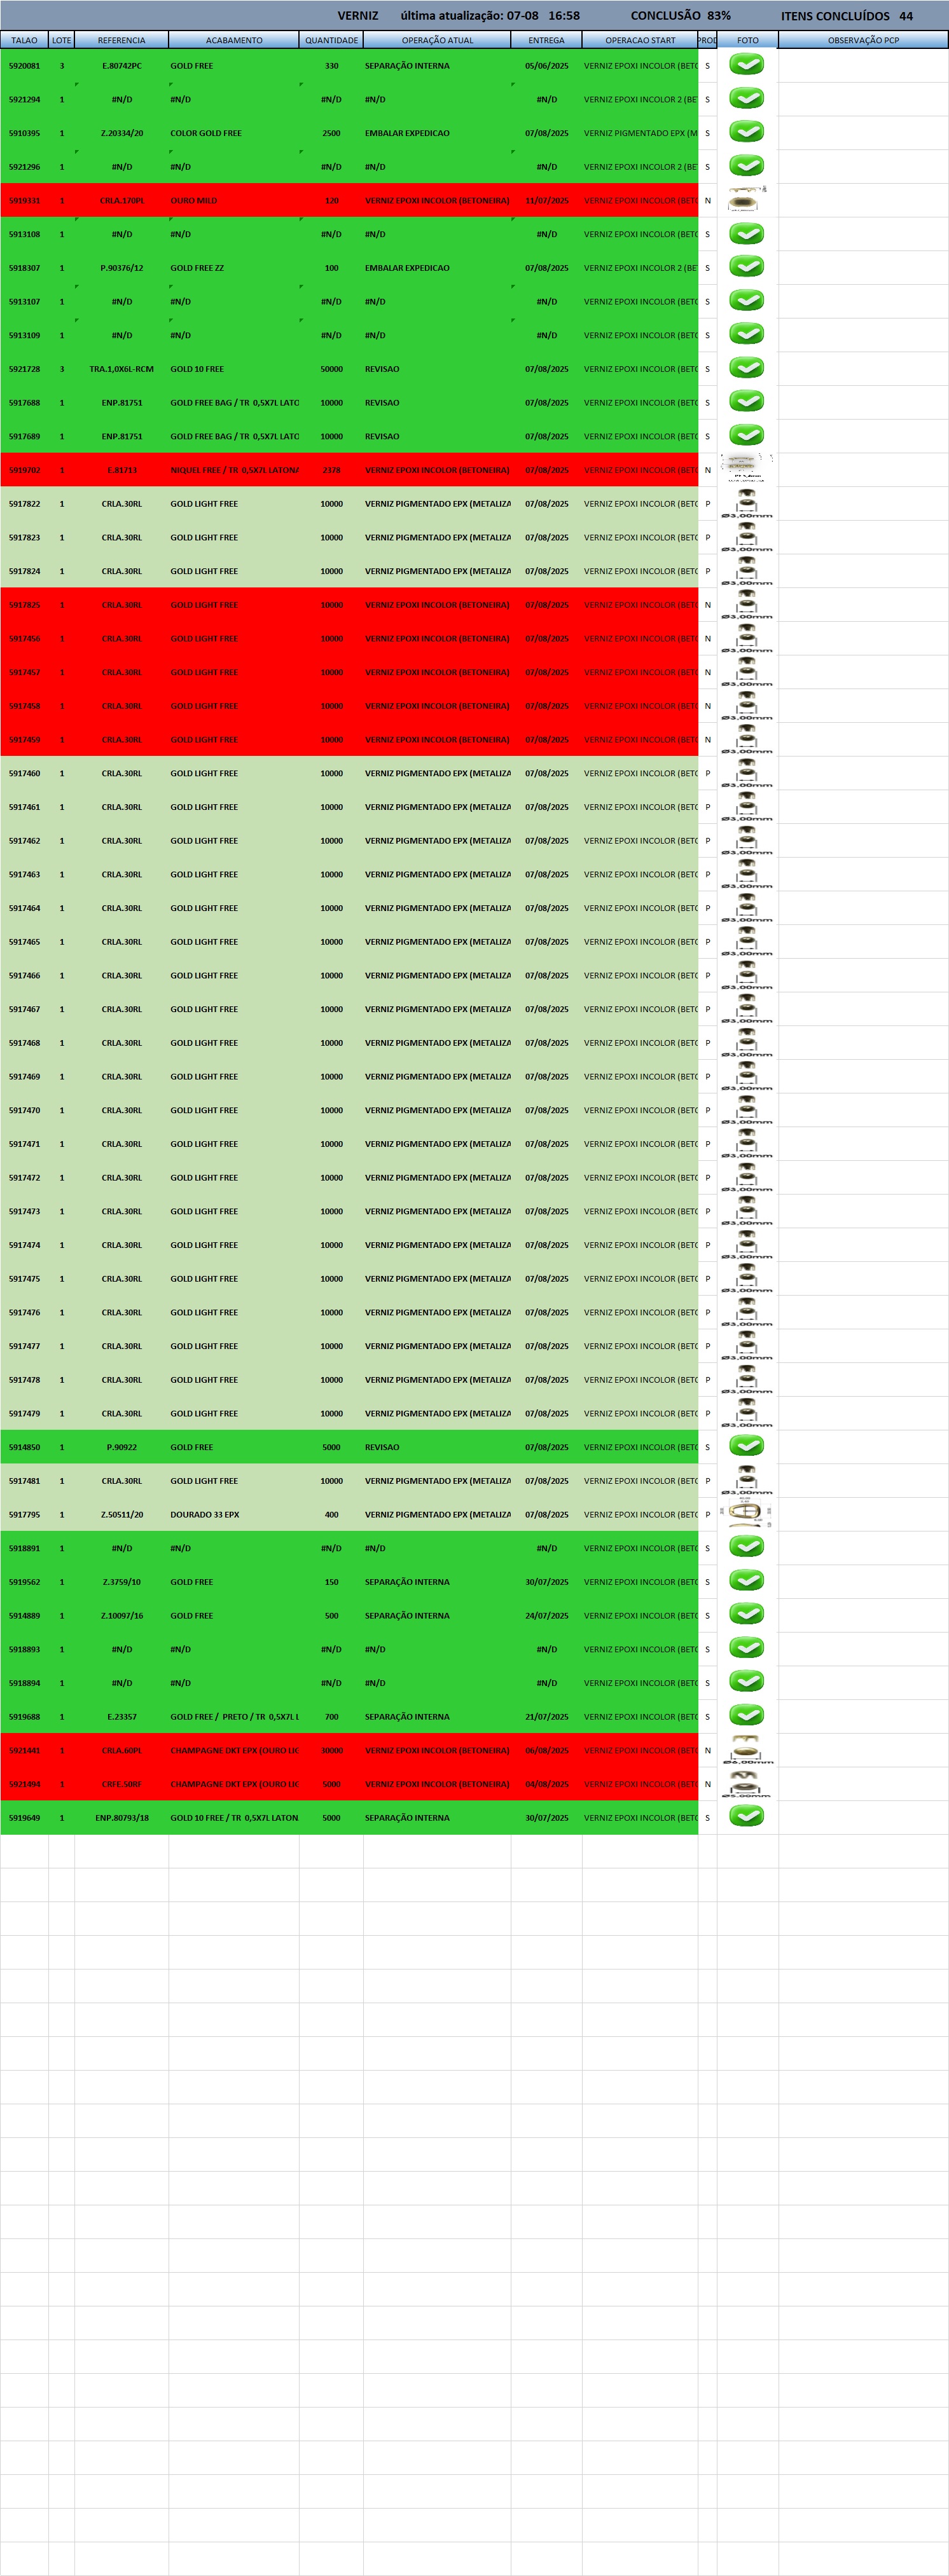 VERNIZ última atualização: 07-08 16:58 CONCLUSÃO 83% ITENS CONCLUÍDOS 44
TALAO LOTE REFERENCIA ACABAMENTO QUANTIDADE OPERAÇÃO ATUAL ENTREGA OPERACAO START PROD FOTO OBSERVAÇÃO PCP
5920081 3 E.80742PC GOLD FREE 330 SEPARAÇÃO INTERNA 05/06/2025 VERNIZ EPOXI INCOLOR (BETO S
5921294 1 #N/D #N/D #N/D #N/D #N/D VERNIZ EPOXI INCOLOR 2 (BE S
5910395 1 Z.20334/20 COLOR GOLD FREE 2500 EMBALAR EXPEDICAO 07/08/2025 VERNIZ PIGMENTADO EPX (M S
5921296 1 #N/D #N/D #N/D #N/D #N/D VERNIZ EPOXI INCOLOR 2 (BE S
5919331 1 CRLA.170PL OURO MILD 120 VERNIZ EPOXI INCOLOR (BETONEIRA) 11/07/2025 VERNIZ EPOXI INCOLOR (BETO N
5913108 1 #N/D #N/D #N/D #N/D #N/D VERNIZ EPOXI INCOLOR (BETO S
5918307 1 P.90376/12 GOLD FREE ZZ 100 EMBALAR EXPEDICAO 07/08/2025 VERNIZ EPOXI INCOLOR 2 (BE S
5913107 1 #N/D #N/D #N/D #N/D #N/D VERNIZ EPOXI INCOLOR (BETO S
5913109 1 #N/D #N/D #N/D #N/D #N/D VERNIZ EPOXI INCOLOR (BETO S
5921728 3 TRA.1,0X6L-RCM GOLD 10 FREE 50000 REVISAO 07/08/2025 VERNIZ EPOXI INCOLOR (BETO S
5917688 1 ENP.81751 GOLD FREE BAG / TR 0,5X7L LATO 10000 REVISAO 07/08/2025 VERNIZ EPOXI INCOLOR (BETO S
5917689 1 ENP.81751 GOLD FREE BAG / TR 0,5X7L LATO 10000 REVISAO 07/08/2025 VERNIZ EPOXI INCOLOR (BETO S
5919702 1 E.81713 NIQUEL FREE / TR 0,5X7L LATONA 2378 VERNIZ EPOXI INCOLOR (BETONEIRA) 07/08/2025 VERNIZ EPOXI INCOLOR (BETO N
5917822 1 CRLA.30RL GOLD LIGHT FREE 10000 VERNIZ PIGMENTADO EPX (METALIZA 07/08/2025 VERNIZ EPOXI INCOLOR (BETO P Ø3,00mm
5917823 1 CRLA.30RL GOLD LIGHT FREE 10000 VERNIZ PIGMENTADO EPX (METALIZA 07/08/2025 VERNIZ EPOXI INCOLOR (BETO P Ø3,00mm
5917824 1 CRLA.30RL GOLD LIGHT FREE 10000 VERNIZ PIGMENTADO EPX (METALIZA 07/08/2025 VERNIZ EPOXI INCOLOR (BETO P Ø3,00mm
5917825 1 CRLA.30RL GOLD LIGHT FREE 10000 VERNIZ EPOXI INCOLOR (BETONEIRA) 07/08/2025 VERNIZ EPOXI INCOLOR (BETO N Ø3,00mm
5917456 1 CRLA.30RL GOLD LIGHT FREE 10000 VERNIZ EPOXI INCOLOR (BETONEIRA) 07/08/2025 VERNIZ EPOXI INCOLOR (BETO N Ø3,00mm
5917457 1 CRLA.30RL GOLD LIGHT FREE 10000 VERNIZ EPOXI INCOLOR (BETONEIRA) 07/08/2025 VERNIZ EPOXI INCOLOR (BETO N Ø3,00mm
5917458 1 CRLA.30RL GOLD LIGHT FREE 10000 VERNIZ EPOXI INCOLOR (BETONEIRA) 07/08/2025 VERNIZ EPOXI INCOLOR (BETO N Ø3,00mm
5917459 1 CRLA.30RL GOLD LIGHT FREE 10000 VERNIZ EPOXI INCOLOR (BETONEIRA) 07/08/2025 VERNIZ EPOXI INCOLOR (BETO N Ø3,00mm
5917460 1 CRLA.30RL GOLD LIGHT FREE 10000 VERNIZ PIGMENTADO EPX (METALIZA 07/08/2025 VERNIZ EPOXI INCOLOR (BETO P Ø3,00mm
5917461 1 CRLA.30RL GOLD LIGHT FREE 10000 VERNIZ PIGMENTADO EPX (METALIZA 07/08/2025 VERNIZ EPOXI INCOLOR (BETO P Ø3,00mm
5917462 1 CRLA.30RL GOLD LIGHT FREE 10000 VERNIZ PIGMENTADO EPX (METALIZA 07/08/2025 VERNIZ EPOXI INCOLOR (BETO P Ø3,00mm
5917463 1 CRLA.30RL GOLD LIGHT FREE 10000 VERNIZ PIGMENTADO EPX (METALIZA 07/08/2025 VERNIZ EPOXI INCOLOR (BETO P Ø3,00mm
5917464 1 CRLA.30RL GOLD LIGHT FREE 10000 VERNIZ PIGMENTADO EPX (METALIZA 07/08/2025 VERNIZ EPOXI INCOLOR (BETO P Ø3,00mm
5917465 1 CRLA.30RL GOLD LIGHT FREE 10000 VERNIZ PIGMENTADO EPX (METALIZA 07/08/2025 VERNIZ EPOXI INCOLOR (BETO P Ø3,00mm
5917466 1 CRLA.30RL GOLD LIGHT FREE 10000 VERNIZ PIGMENTADO EPX (METALIZA 07/08/2025 VERNIZ EPOXI INCOLOR (BETO P Ø3,00mm
5917467 1 CRLA.30RL GOLD LIGHT FREE 10000 VERNIZ PIGMENTADO EPX (METALIZA 07/08/2025 VERNIZ EPOXI INCOLOR (BETO P Ø3,00mm
5917468 1 CRLA.30RL GOLD LIGHT FREE 10000 VERNIZ PIGMENTADO EPX (METALIZA 07/08/2025 VERNIZ EPOXI INCOLOR (BETO P Ø3,00mm
5917469 1 CRLA.30RL GOLD LIGHT FREE 10000 VERNIZ PIGMENTADO EPX (METALIZA 07/08/2025 VERNIZ EPOXI INCOLOR (BETO P Ø3,00mm
5917470 1 CRLA.30RL GOLD LIGHT FREE 10000 VERNIZ PIGMENTADO EPX (METALIZA 07/08/2025 VERNIZ EPOXI INCOLOR (BETO P Ø3,00mm
5917471 1 CRLA.30RL GOLD LIGHT FREE 10000 VERNIZ PIGMENTADO EPX (METALIZA 07/08/2025 VERNIZ EPOXI INCOLOR (BETO P Ø3,00mm
5917472 1 CRLA.30RL GOLD LIGHT FREE 10000 VERNIZ PIGMENTADO EPX (METALIZA 07/08/2025 VERNIZ EPOXI INCOLOR (BETO P Ø3,00mm
5917473 1 CRLA.30RL GOLD LIGHT FREE 10000 VERNIZ PIGMENTADO EPX (METALIZA 07/08/2025 VERNIZ EPOXI INCOLOR (BETO P Ø3,00mm
5917474 1 CRLA.30RL GOLD LIGHT FREE 10000 VERNIZ PIGMENTADO EPX (METALIZA 07/08/2025 VERNIZ EPOXI INCOLOR (BETO P Ø3,00mm
5917475 1 CRLA.30RL GOLD LIGHT FREE 10000 VERNIZ PIGMENTADO EPX (METALIZA 07/08/2025 VERNIZ EPOXI INCOLOR (BETO P Ø3,00mm
5917476 1 CRLA.30RL GOLD LIGHT FREE 10000 VERNIZ PIGMENTADO EPX (METALIZA 07/08/2025 VERNIZ EPOXI INCOLOR (BETO P Ø3,00mm
5917477 1 CRLA.30RL GOLD LIGHT FREE 10000 VERNIZ PIGMENTADO EPX (METALIZA 07/08/2025 VERNIZ EPOXI INCOLOR (BETO P Ø3,00mm
5917478 1 CRLA.30RL GOLD LIGHT FREE 10000 VERNIZ PIGMENTADO EPX (METALIZA 07/08/2025 VERNIZ EPOXI INCOLOR (BETO P Ø3,00mm
5917479 1 CRLA.30RL GOLD LIGHT FREE 10000 VERNIZ PIGMENTADO EPX (METALIZA 07/08/2025 VERNIZ EPOXI INCOLOR (BETO P Ø3,00mm
5914850 1 P.90922 GOLD FREE 5000 REVISAO 07/08/2025 VERNIZ EPOXI INCOLOR (BETO S
5917481 1 CRLA.30RL GOLD LIGHT FREE 10000 VERNIZ PIGMENTADO EPX (METALIZA 07/08/2025 VERNIZ EPOXI INCOLOR (BETO P Ø3,00mm
5917795 1 Z.50511/20 DOURADO 33 EPX 400 VERNIZ PIGMENTADO EPX (METALIZA 07/08/2025 VERNIZ EPOXI INCOLOR (BETO P
5918891 1 #N/D #N/D #N/D #N/D #N/D VERNIZ EPOXI INCOLOR (BETO S
5919562 1 Z.3759/10 GOLD FREE 150 SEPARAÇÃO INTERNA 30/07/2025 VERNIZ EPOXI INCOLOR (BETO S
5914889 1 Z.10097/16 GOLD FREE 500 SEPARAÇÃO INTERNA 24/07/2025 VERNIZ EPOXI INCOLOR (BETO S
5918893 1 #N/D #N/D #N/D #N/D #N/D VERNIZ EPOXI INCOLOR (BETO S
5918894 1 #N/D #N/D #N/D #N/D #N/D VERNIZ EPOXI INCOLOR (BETO S
5919688 1 E.23357 GOLD FREE / PRETO / TR 0,5X7L L 700 SEPARAÇÃO INTERNA 21/07/2025 VERNIZ EPOXI INCOLOR (BETO S
5921441 1 CRLA.60PL CHAMPAGNE DKT EPX (OURO LIG 30000 VERNIZ EPOXI INCOLOR (BETONEIRA) 06/08/2025 VERNIZ EPOXI INCOLOR (BETO N Ø6,00mm
5921494 1 CRFE.50RF CHAMPAGNE DKT EPX (OURO LIG 5000 VERNIZ EPOXI INCOLOR (BETONEIRA) 04/08/2025 VERNIZ EPOXI INCOLOR (BETO N Ø5,00mm
5919649 1 ENP.80793/18 GOLD 10 FREE / TR 0,5X7L LATON 5000 SEPARAÇÃO INTERNA 30/07/2025 VERNIZ EPOXI INCOLOR (BETO S